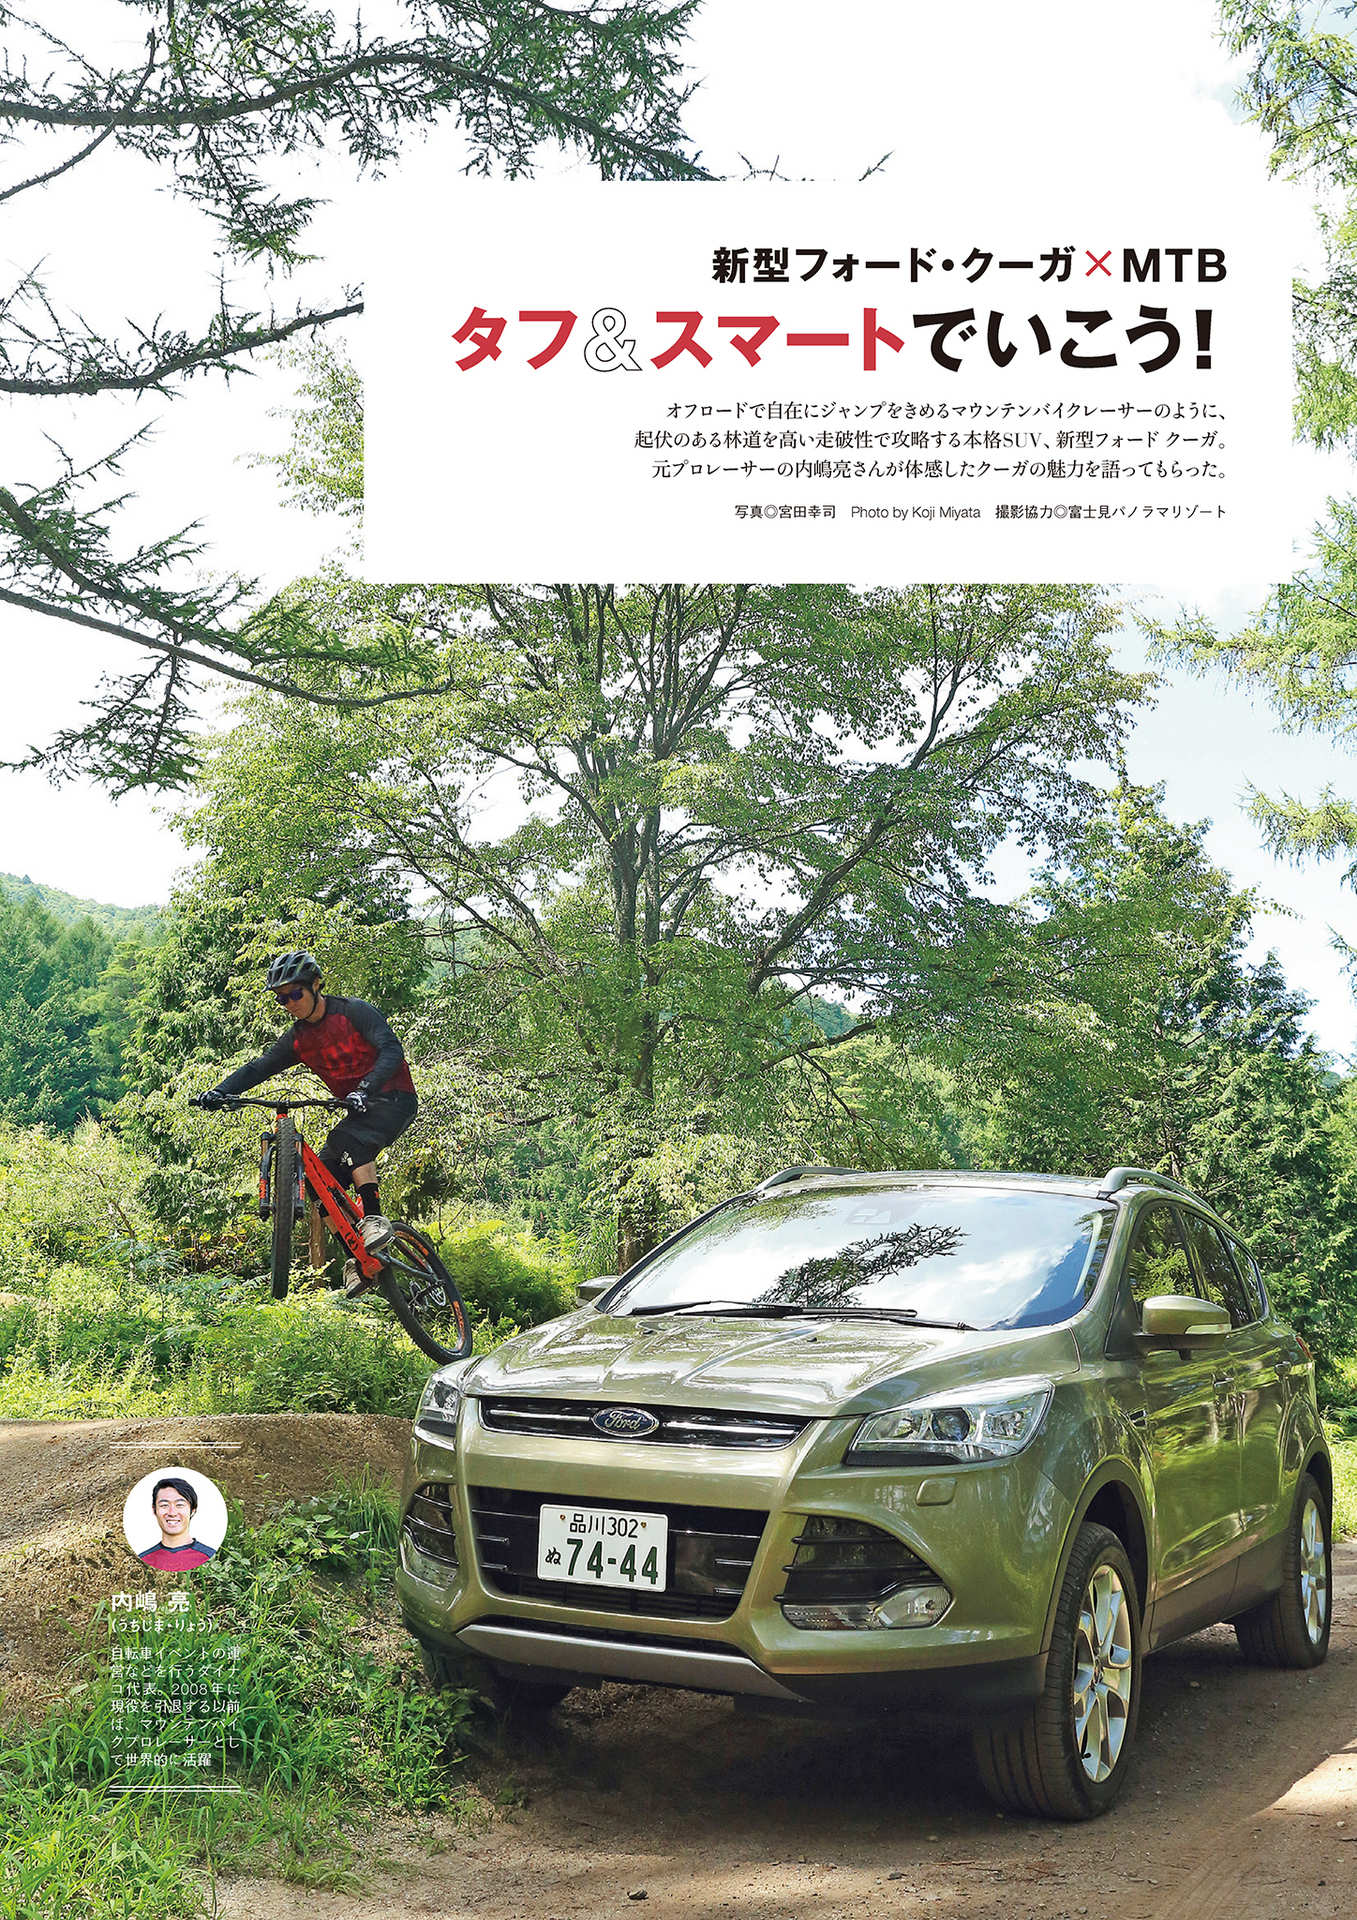 新型フォード・クーガ×MTB
タフ&スマートでいこう!
オフロードで自在にジャンプをきめるマウンテンバイクレーサーのように、
起伏のある林道を高い走破性で攻略する本格SUV、新型フォード クーガ。
元プロレーサーの内嶋亮さんが体感したクーガの魅力を語ってもらった。
写真◎宮田幸司 Photo by Koji Miyata 撮影協力◎富士見パノラマリゾート
Ford
品川302
ぬ 74-44
内嶋 亮
(うちじま・りょう)
自転車イベントの運
営などを行うダイナ
コ代表。2008年に
現役を引退する以前
は、マウンテンバイ
クプロレーサーとし
て世界的に活躍